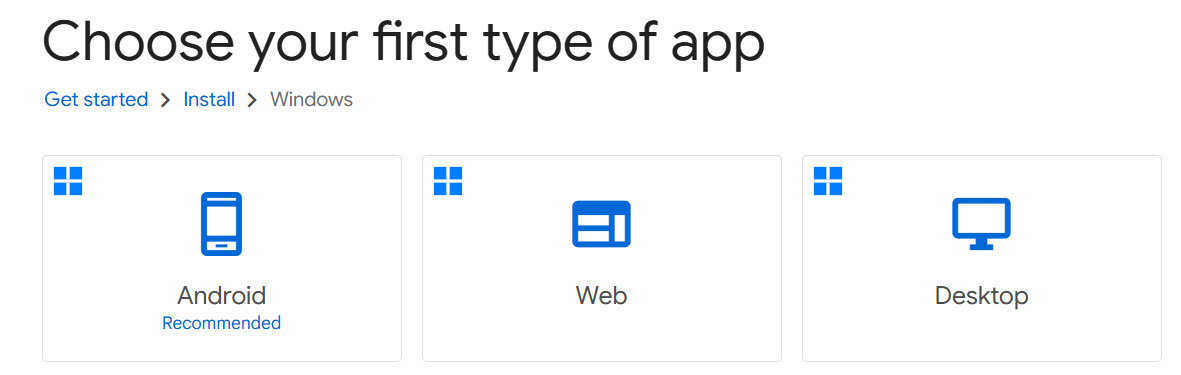 Choose your first type of app
Get started > Install > Windows
Android
Recommended
Web
Desktop